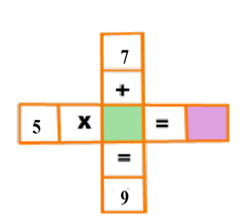 7
+
5 x =
=
9